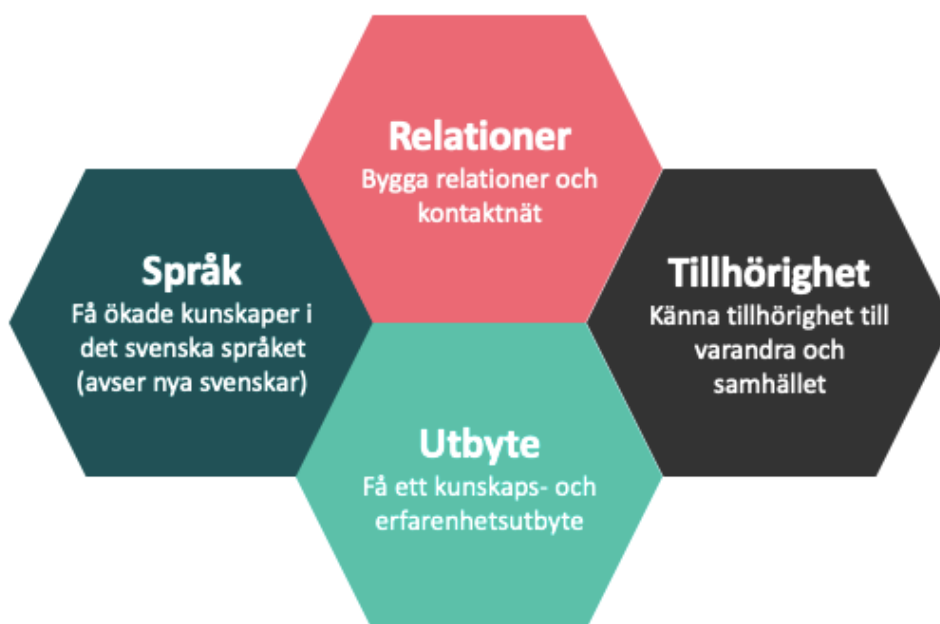 Relationer
Bygga relationer och
kontaktnät
Språk
Få ökade kunskaper i
det svenska språket
(avser nya svenskar)
Tillhörighet
Känna tillhörighet till
varandra och
samhället
Utbyte
Få ett kunskaps- och
erfarenhetsutbyte